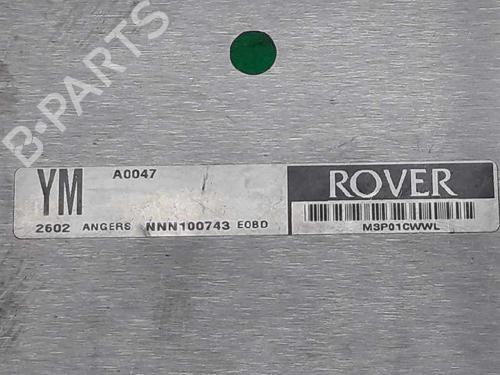 B-PARTS
YM
A0047
2602 ANGERS NNN100743 EOBD
ROVER
M3P01CWWL